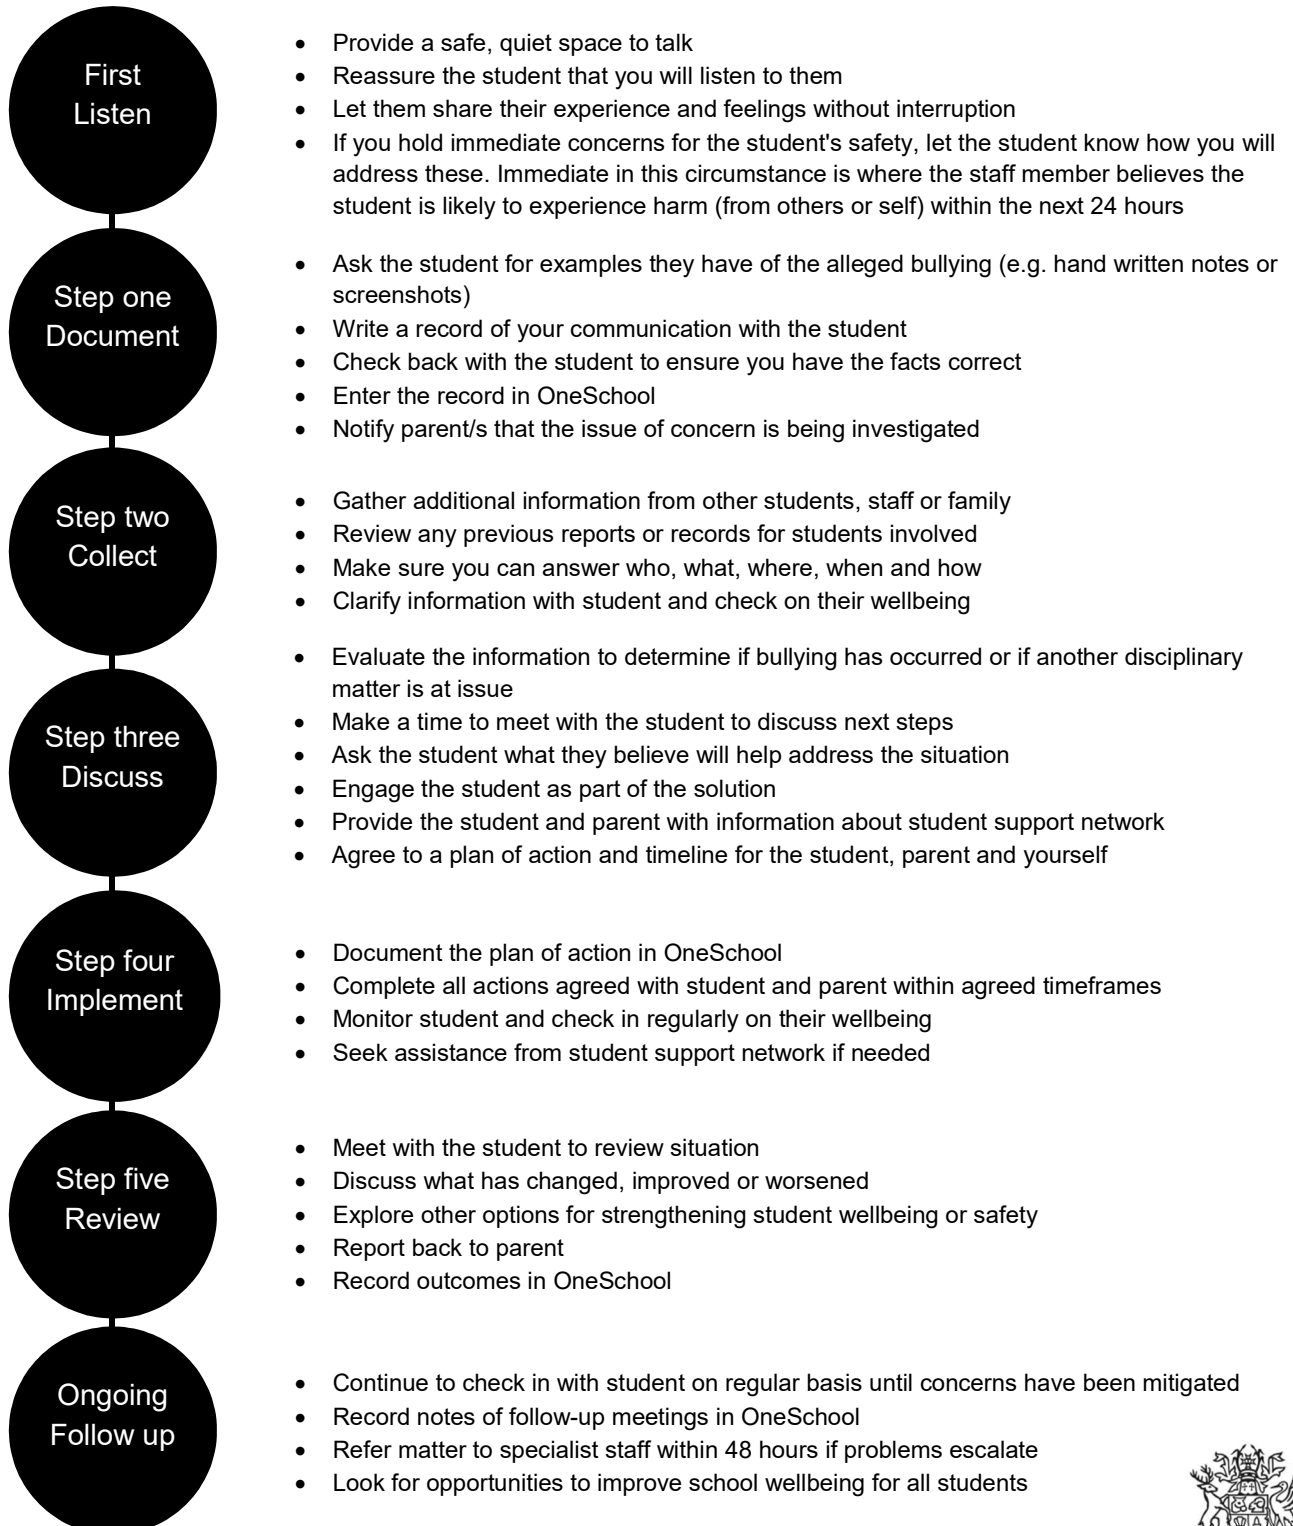 First
Listen
• Provide a safe, quiet space to talk
• Reassure the student that you will listen to them
• Let them share their experience and feelings without interruption
• If you hold immediate concerns for the student's safety, let the student know how you will
address these. Immediate in this circumstance is where the staff member believes the
student is likely to experience harm (from others or self) within the next 24 hours
Step one
Document
• Ask the student for examples they have of the alleged bullying (e.g. hand written notes or
screenshots)
• Write a record of your communication with the student
• Check back with the student to ensure you have the facts correct
• Enter the record in OneSchool
• Notify parent/s that the issue of concern is being investigated
Step two
Collect
• Gather additional information from other students, staff or family
• Review any previous reports or records for students involved
• Make sure you can answer who, what, where, when and how
• Clarify information with student and check on their wellbeing
Step three
Discuss
• Evaluate the information to determine if bullying has occurred or if another disciplinary
matter is at issue
• Make a time to meet with the student to discuss next steps
• Ask the student what they believe will help address the situation
• Engage the student as part of the solution
• Provide the student and parent with information about student support network
• Agree to a plan of action and timeline for the student, parent and yourself
Step four
Implement
• Document the plan of action in OneSchool
• Complete all actions agreed with student and parent within agreed timeframes
• Monitor student and check in regularly on their wellbeing
• Seek assistance from student support network if needed
Step five
Review
• Meet with the student to review situation
• Discuss what has changed, improved or worsened
• Explore other options for strengthening student wellbeing or safety
• Report back to parent
• Record outcomes in OneSchool
Ongoing
Follow up
• Continue to check in with student on regular basis until concerns have been mitigated
• Record notes of follow-up meetings in OneSchool
• Refer matter to specialist staff within 48 hours if problems escalate
• Look for opportunities to improve school wellbeing for all students